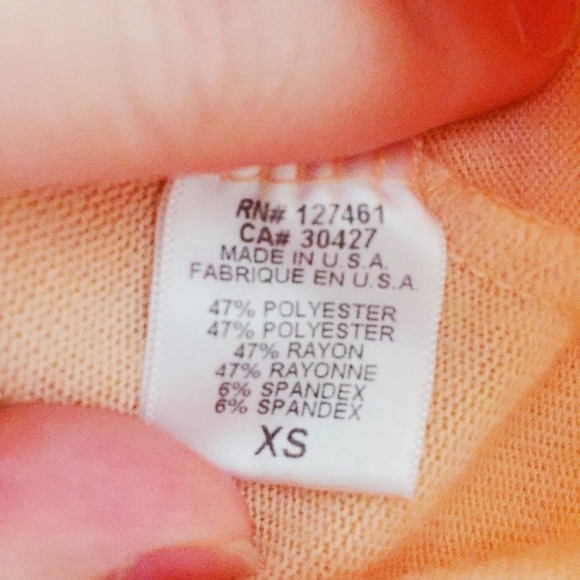 RN# 127461
CA# 30427
MADE IN U.S.A.
FABRIQUE EN U.S.A.
47% POLYESTER
47% POLYESTER
47% RAYON
47% RAYONNE
6% SPANDEX
6% SPANDEX
XS